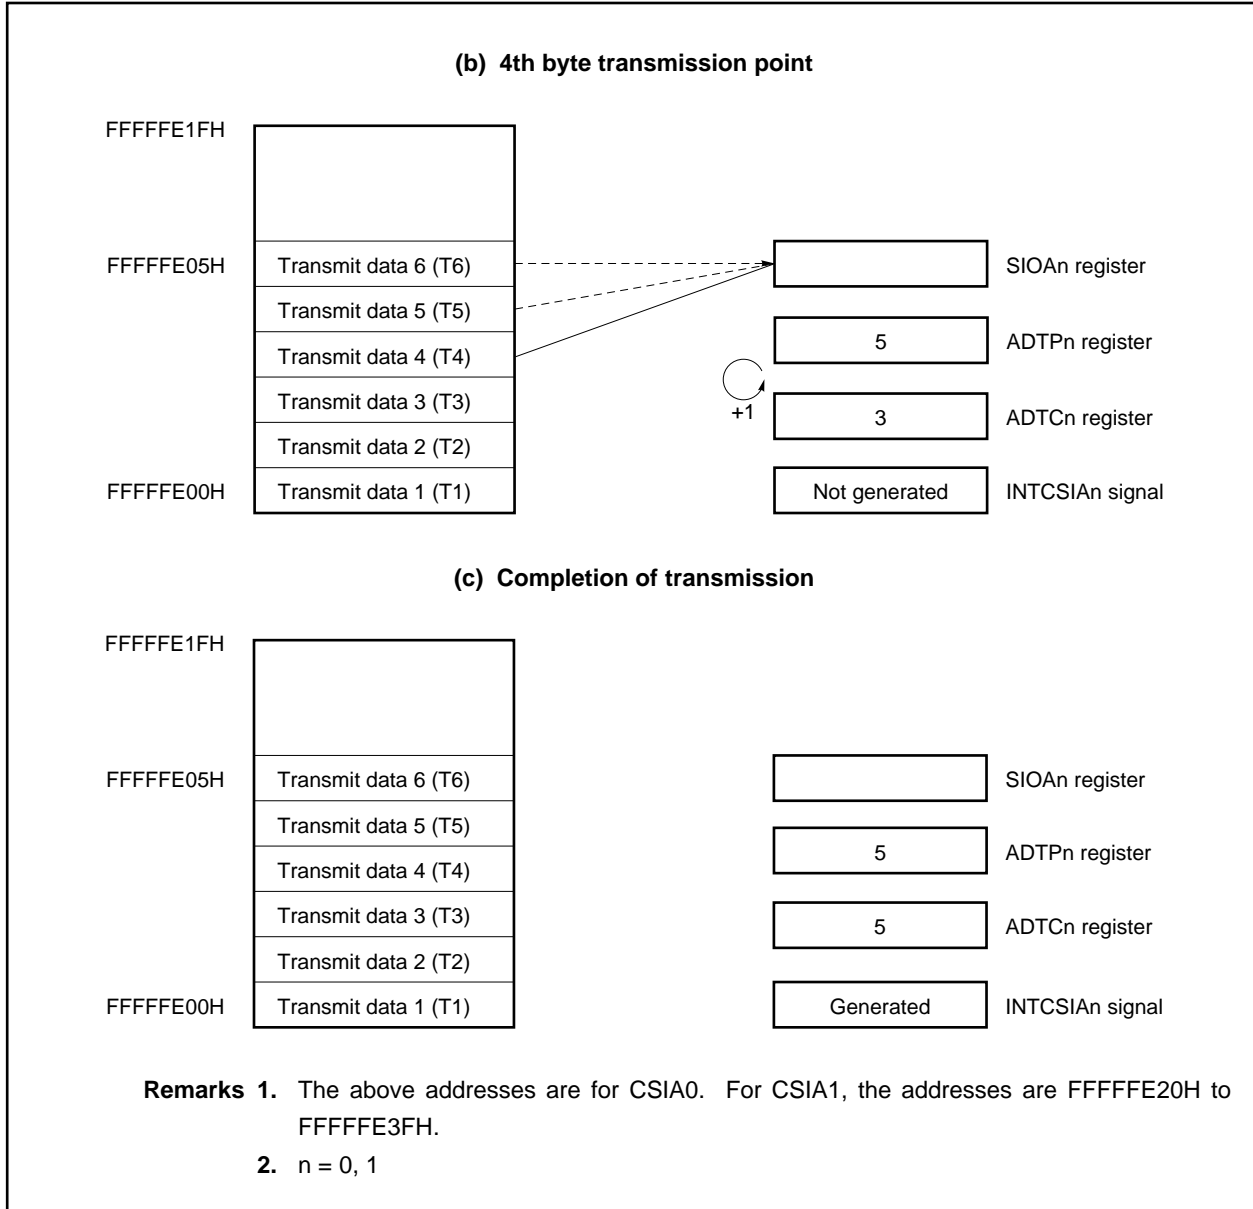 (b) 4th byte transmission point
FFFFFE1FH
FFFFFE05H
Transmit data 6 (T6)
SIOAn register
Transmit data 5 (T5)
5
ADTPn register
Transmit data 4 (T4)
Transmit data 3 (T3)
+1
3
ADTCn register
Transmit data 2 (T2)
FFFFFE00H
Transmit data 1 (T1)
Not generated
INTCSIAn signal
(c) Completion of transmission
FFFFFE1FH
FFFFFE05H
Transmit data 6 (T6)
SIOAn register
Transmit data 5 (T5)
5
ADTPn register
Transmit data 4 (T4)
Transmit data 3 (T3)
5
ADTCn register
Transmit data 2 (T2)
FFFFFE00H
Transmit data 1 (T1)
Generated
INTCSIAn signal
Remarks 1. The above addresses are for CSIA0. For CSIA1, the addresses are FFFFFE20H to
FFFFFE3FH.
2. n = 0, 1